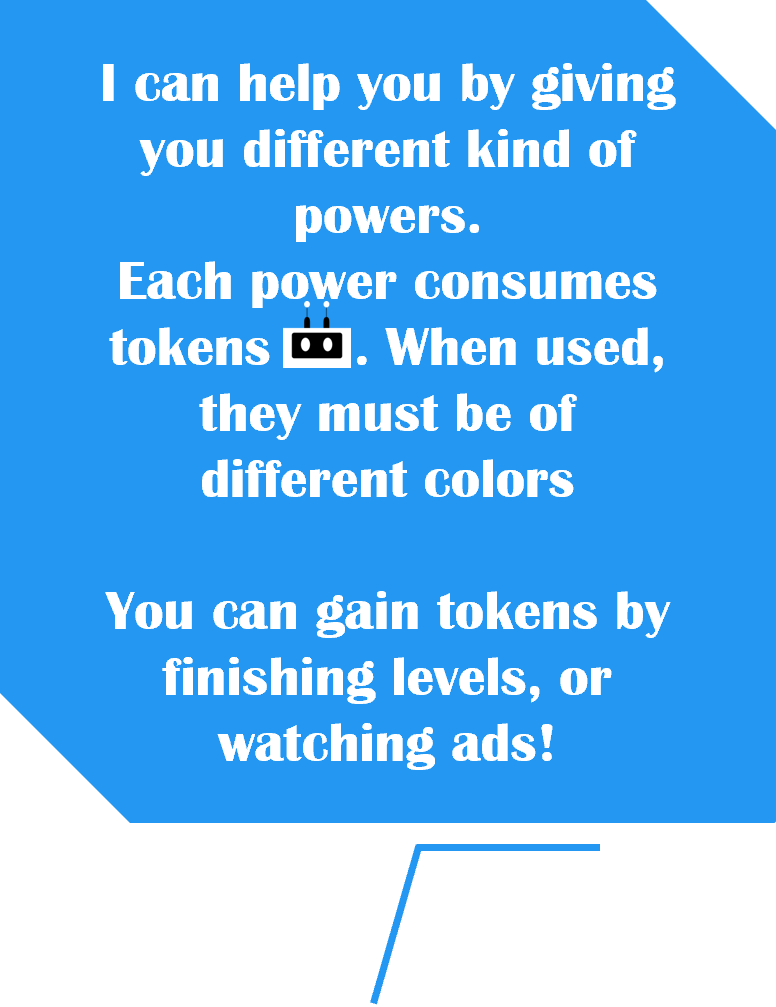 I can help you by giving
you different kind of
powers.
Each power consumes
tokens . When used,
they must be of
different colors
You can gain tokens by
finishing levels, or
watching ads!